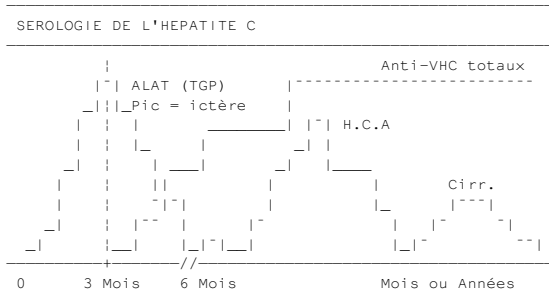 SEROLOGIE DE L'HEPATITE C
Anti-VHC totaux
ALAT (TGP)
Pic = ictère
H.C.A
Cirr.
0 3 Mois 6 Mois Mois ou Années